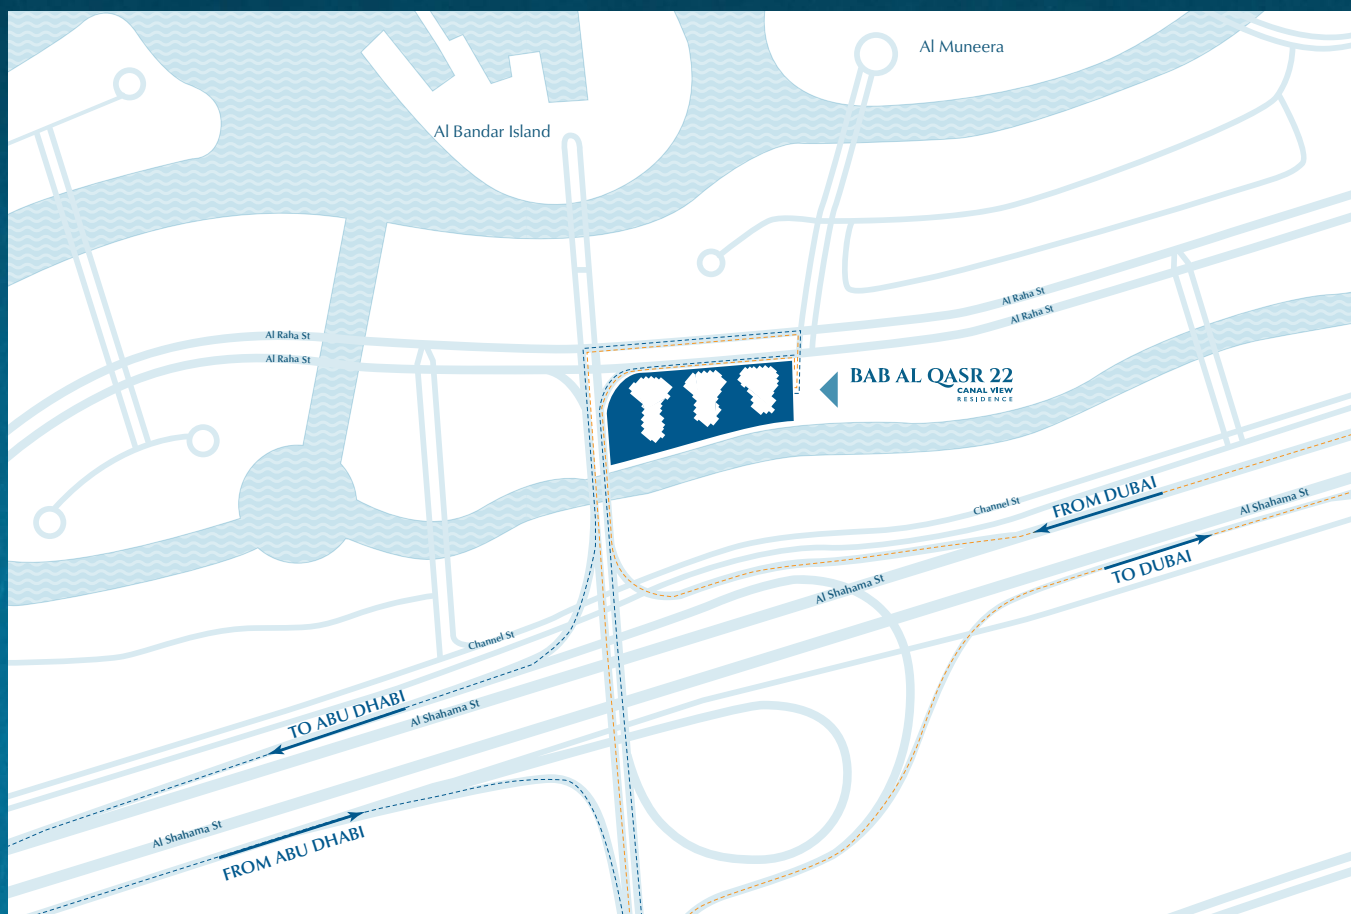 Al Muneera
Al Bandar Island
Al Raha St
Al Raha St
Al Raha St
Al Raha St
BAB AL QASR 22
CANAL VIEW
RESIDENCE
FROM DUBAI
Channel St
Al Shahama St
TO DUBAI
Al Shahama St
Channel St
TO ABU DHABI
Al Shahama St
Al Shahama St
FROM ABU DHABI